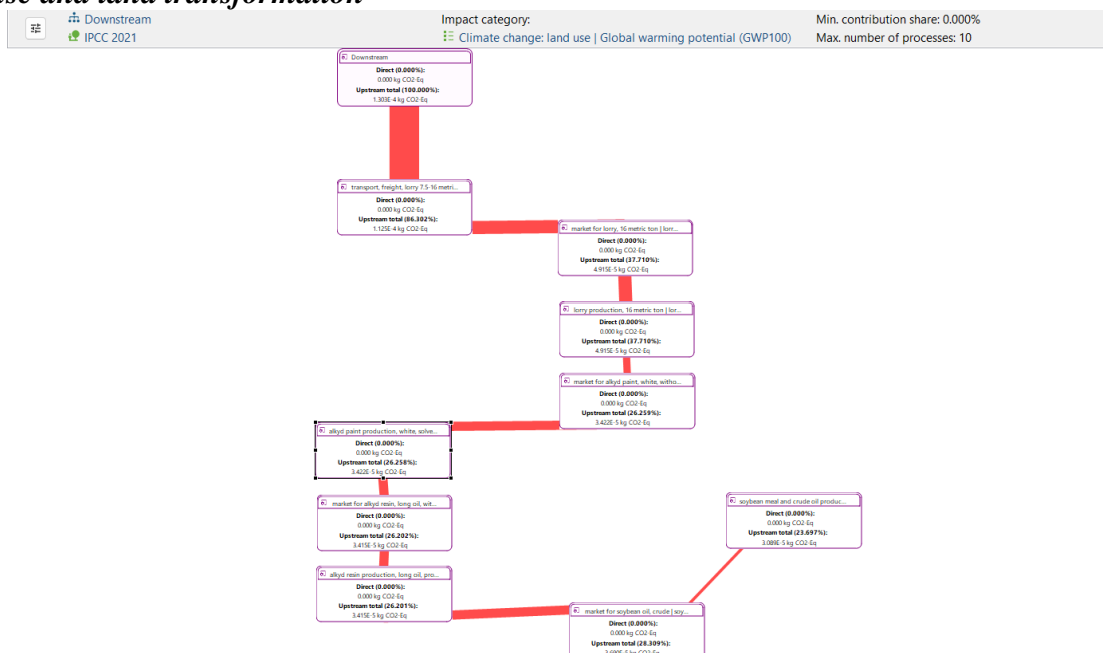 use and land transformation
Downstream
IPCC 2021
Impact category:
Climate change: land use | Global warming potential (GWP100)
Min. contribution share: 0.000%
Max. number of processes: 10
Downstream
Direct (0.000%):
0.000 kg CO2-Eq
Upstream total (100.000%):
1.303E-4 kg CO2-Eq
transport, freight, lorry 7.5-16 metri...
Direct (0.000%):
0.000 kg CO2-Eq
Upstream total (86.302%):
1.125E-4 kg CO2-Eq
market for lorry, 16 metric ton | lorr...
Direct (0.000%):
0.000 kg CO2-Eq
Upstream total (37.710%):
4.915E-5 kg CO2-Eq
lorry production, 16 metric ton | lor...
Direct (0.000%):
0.000 kg CO2-Eq
Upstream total (37.710%):
4.915E-5 kg CO2-Eq
market for alkyd paint, white, witho...
Direct (0.000%):
0.000 kg CO2-Eq
Upstream total (26.259%):
3.422E-5 kg CO2-Eq
alkyd paint production, white, solve...
Direct (0.000%):
0.000 kg CO2-Eq
Upstream total (26.258%):
3.422E-5 kg CO2-Eq
market for alkyd resin, long oil, wit...
Direct (0.000%):
0.000 kg CO2-Eq
Upstream total (26.202%):
3.415E-5 kg CO2-Eq
soybean meal and crude oil produc...
Direct (0.000%):
0.000 kg CO2-Eq
Upstream total (23.697%):
3.089E-5 kg CO2-Eq
alkyd resin production, long oil, pro...
Direct (0.000%):
0.000 kg CO2-Eq
Upstream total (26.201%):
3.415E-5 kg CO2-Eq
market for soybean oil, crude | soy...
Direct (0.000%):
0.000 kg CO2-Eq
Upstream total (28.309%):